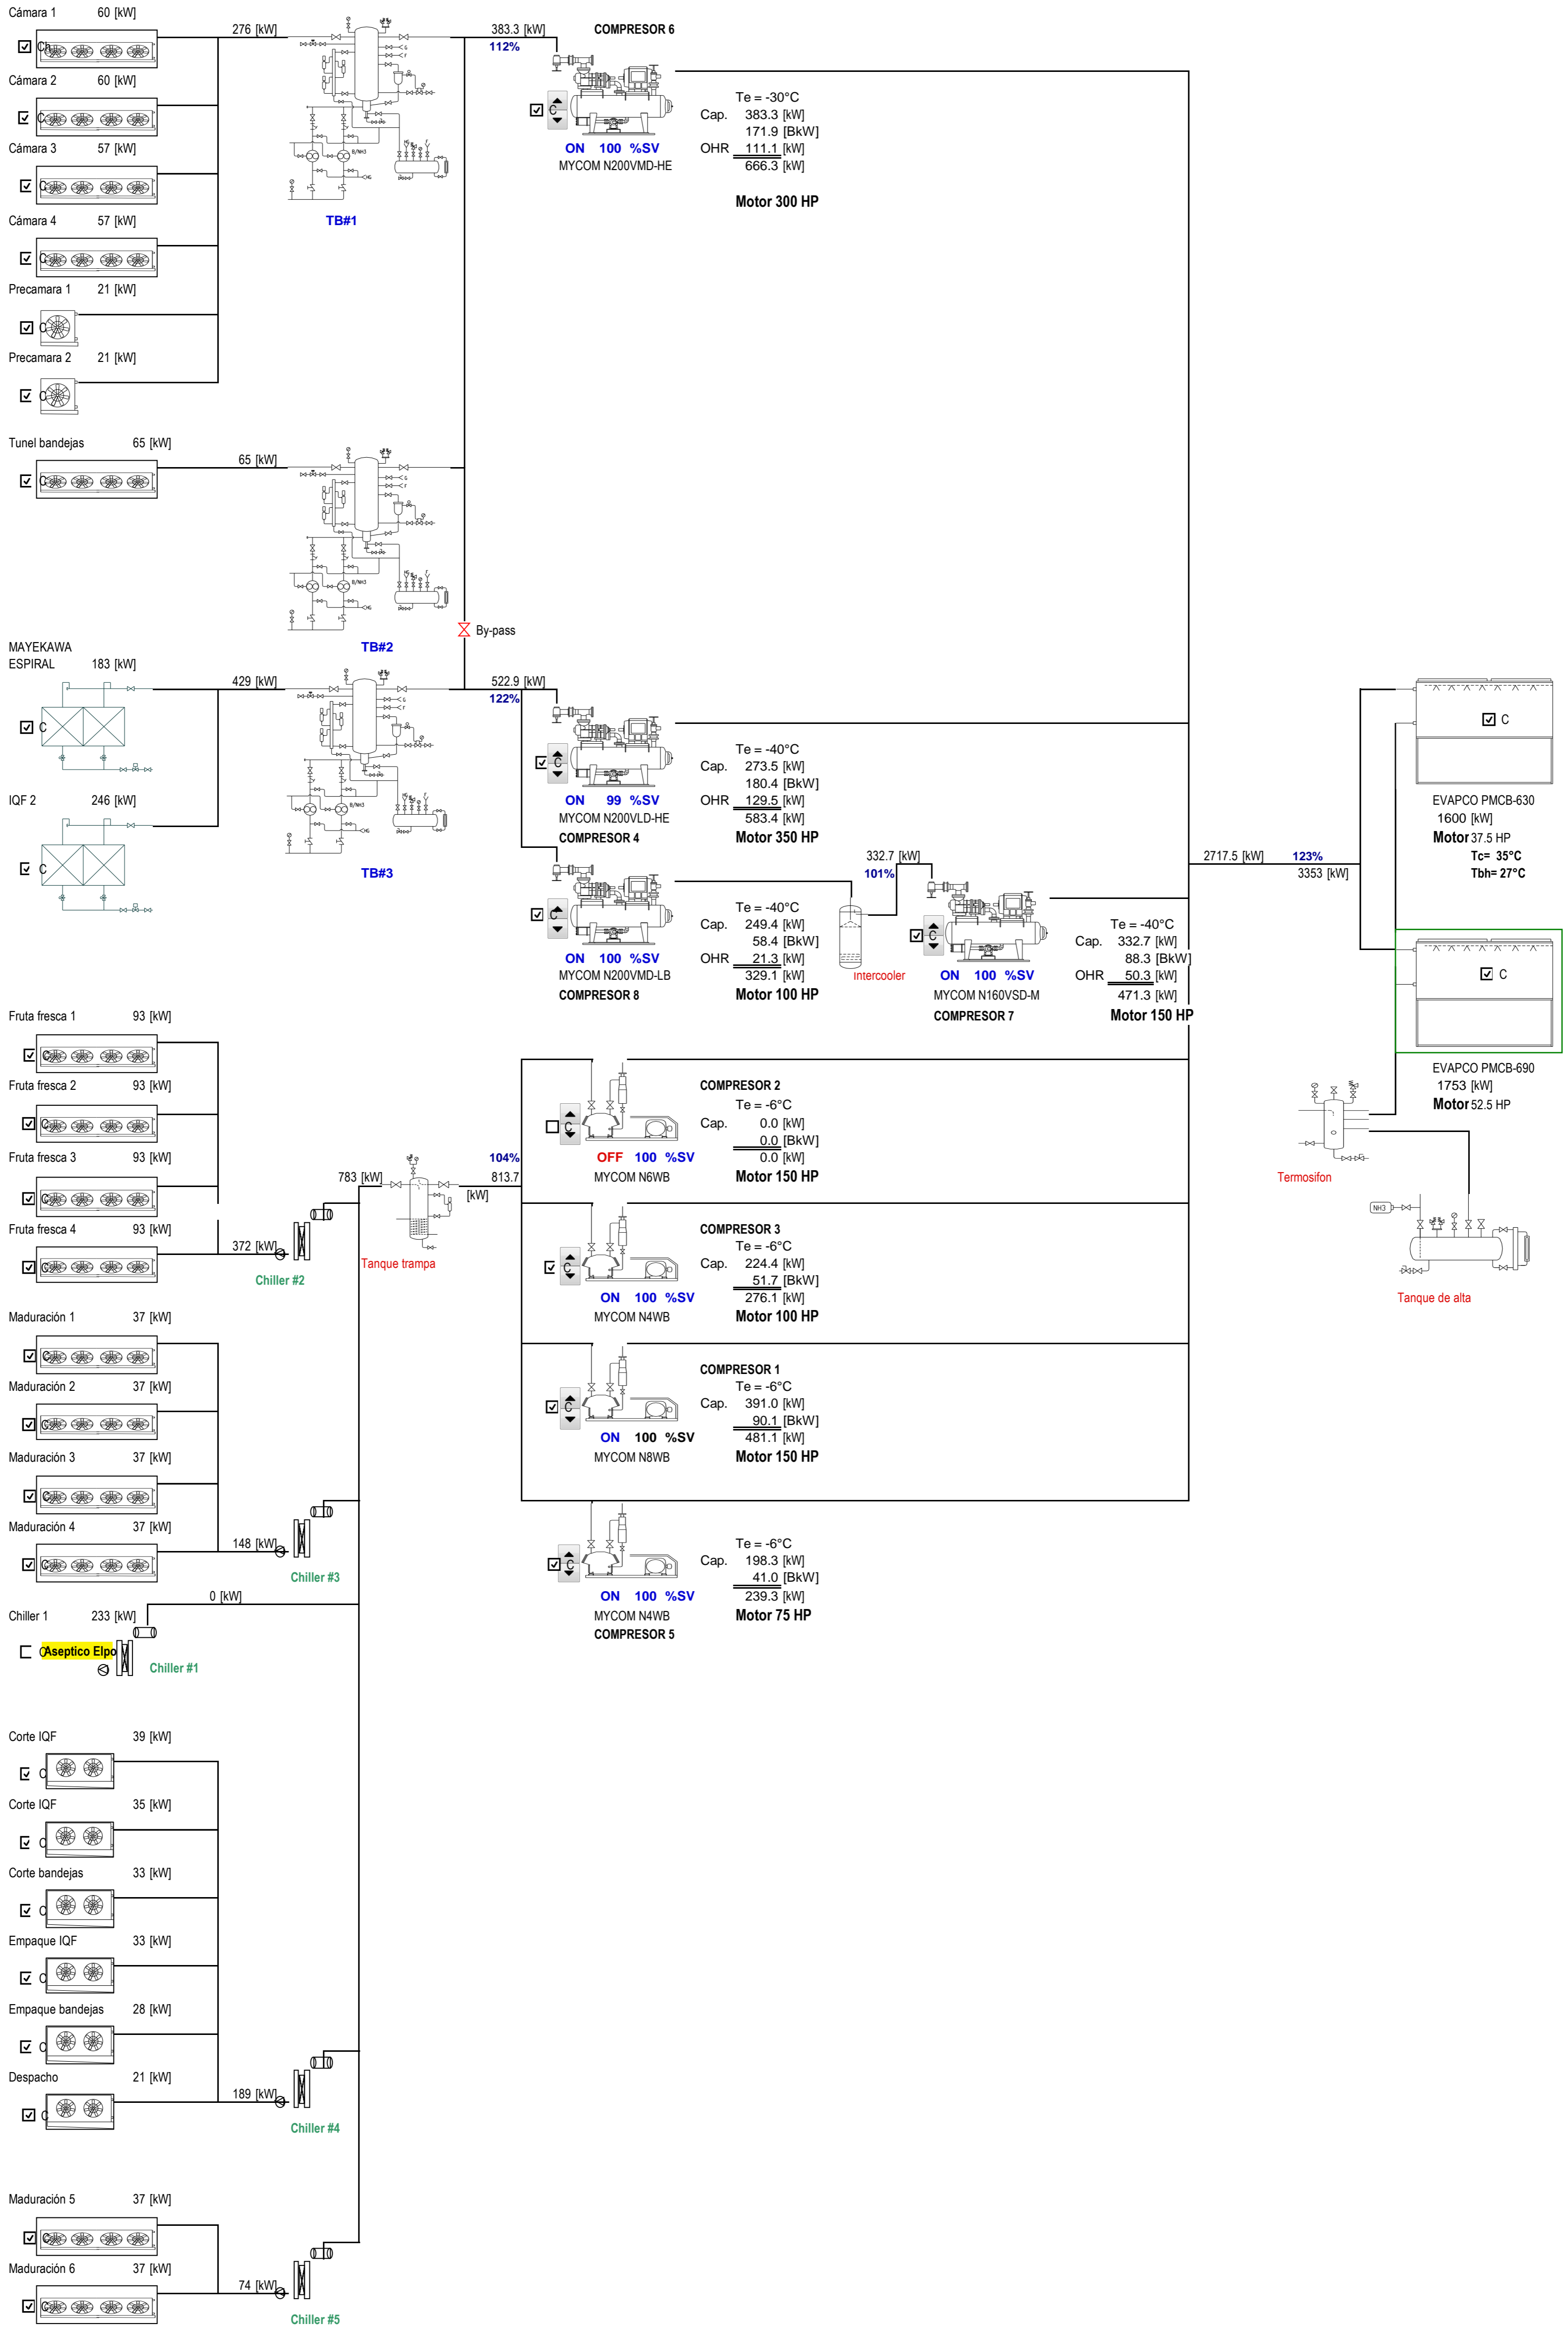 Cámara 1 60 [kW]
Cámara 2 60 [kW]
Cámara 3 57 [kW]
Cámara 4 57 [kW]
Precamara 1 21 [kW]
Precamara 2 21 [kW]
276 [kW]
TB#1
383.3 [kW]
112%
COMPRESOR 6
C
Te = -30°C
Cap. 383.3 [kW]
171.9 [BkW]
OHR 111.1 [kW]
666.3 [kW]
ON 100 %SV
MYCOM N200VMD-HE
Motor 300 HP
Tunel bandejas 65 [kW]
65 [kW]
TB#2
By-pass
MAYEKAWA
ESPIRAL 183 [kW]
C
IQF 2 246 [kW]
C
429 [kW]
TB#3
522.9 [kW]
122%
C
Te = -40°C
Cap. 273.5 [kW]
180.4 [BkW]
OHR 129.5 [kW]
583.4 [kW]
ON 99 %SV
MYCOM N200VLD-HE
COMPRESOR 4
Motor 350 HP
C
Te = -40°C
Cap. 249.4 [kW]
58.4 [BkW]
OHR 21.3 [kW]
329.1 [kW]
ON 100 %SV
MYCOM N200VMD-LB
COMPRESOR 8
Motor 100 HP
332.7 [kW]
101%
Intercooler
C
Te = -40°C
Cap. 332.7 [kW]
88.3 [BkW]
OHR 50.3 [kW]
471.3 [kW]
ON 100 %SV
MYCOM N160VSD-M
COMPRESOR 7
Motor 150 HP
2717.5 [kW] 123%
3353 [kW]
C
EVAPCO PMCB-630
1600 [kW]
Motor 37.5 HP
Tc= 35°C
Tbh= 27°C
C
EVAPCO PMCB-690
1753 [kW]
Motor 52.5 HP
Termosifon
NH3
Tanque de alta
Fruta fresca 1 93 [kW]
Fruta fresca 2 93 [kW]
Fruta fresca 3 93 [kW]
Fruta fresca 4 93 [kW]
372 [kW]
Chiller #2
783 [kW]
Tanque trampa
104%
813.7
[kW]
COMPRESOR 2
C
Te = -6°C
Cap. 0.0 [kW]
0.0 [BkW]
0.0 [kW]
OFF 100 %SV
MYCOM N6WB
Motor 150 HP
COMPRESOR 3
C
Te = -6°C
Cap. 224.4 [kW]
51.7 [BkW]
276.1 [kW]
ON 100 %SV
MYCOM N4WB
Motor 100 HP
COMPRESOR 1
C
Te = -6°C
Cap. 391.0 [kW]
90.1 [BkW]
481.1 [kW]
ON 100 %SV
MYCOM N8WB
Motor 150 HP
C
Te = -6°C
Cap. 198.3 [kW]
41.0 [BkW]
239.3 [kW]
ON 100 %SV
MYCOM N4WB
Motor 75 HP
COMPRESOR 5
Maduración 1 37 [kW]
Maduración 2 37 [kW]
Maduración 3 37 [kW]
Maduración 4 37 [kW]
148 [kW]
Chiller #3
0 [kW]
Chiller 1 233 [kW]
Aseptico Elpo
Chiller #1
Corte IQF 39 [kW]
Corte IQF 35 [kW]
Corte bandejas 33 [kW]
Empaque IQF 33 [kW]
Empaque bandejas 28 [kW]
Despacho 21 [kW]
189 [kW]
Chiller #4
Maduración 5 37 [kW]
Maduración 6 37 [kW]
74 [kW]
Chiller #5